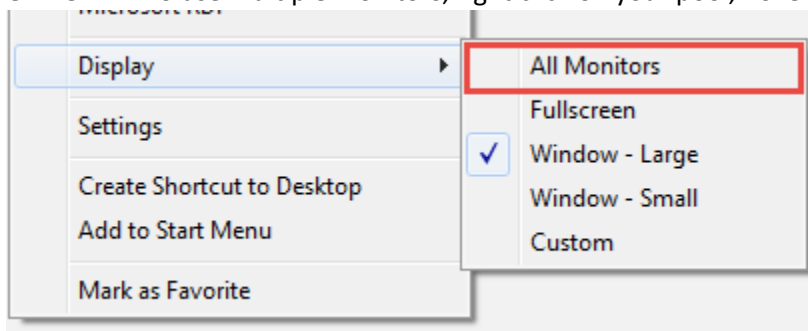 Display
Settings
Create Shortcut to Desktop
Add to Start Menu
Mark as Favorite
All Monitors
Fullscreen
Window - Large
Window - Small
Custom